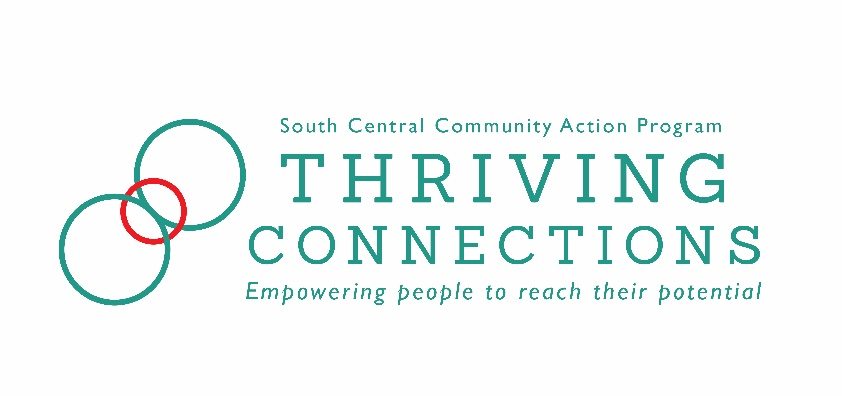 South Central Community Action Program
THRIVING
CONNECTIONS
Empowering people to reach their potential